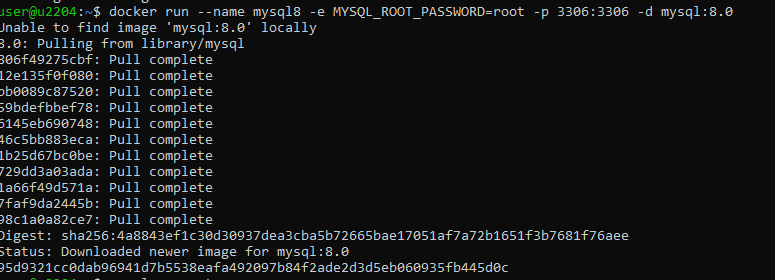 user@u2204:~$ docker run --name mysql8 -e MYSQL_ROOT_PASSWORD=root -p 3306:3306 -d mysql:8.0
Unable to find image 'mysql:8.0' locally
8.0: Pulling from library/mysql
806f49275cbf: Pull complete
12e135f0f080: Pull complete
bb0089c87520: Pull complete
59bdefbbef78: Pull complete
6145eb690748: Pull complete
46c5bb883eca: Pull complete
1b25d67bc0be: Pull complete
729dd3a03ada: Pull complete
1a66f49d571a: Pull complete
7faf9da2445b: Pull complete
98c1a0a82ce7: Pull complete
Digest: sha256:4a8843ef1c30d30937dea3cba5b72665bae17051af7a72b1651f3b7681f76aee
Status: Downloaded newer image for mysql:8.0
95d9321cc0dab96941d7b5538eafa492097b84f2ade2d3d5eb060935fb445d0c